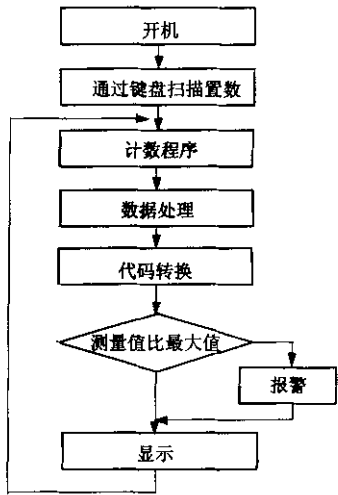 开机
通过键盘扫描置数
计数程序
数据处理
代码转换
测量值比最大值
报警
显示